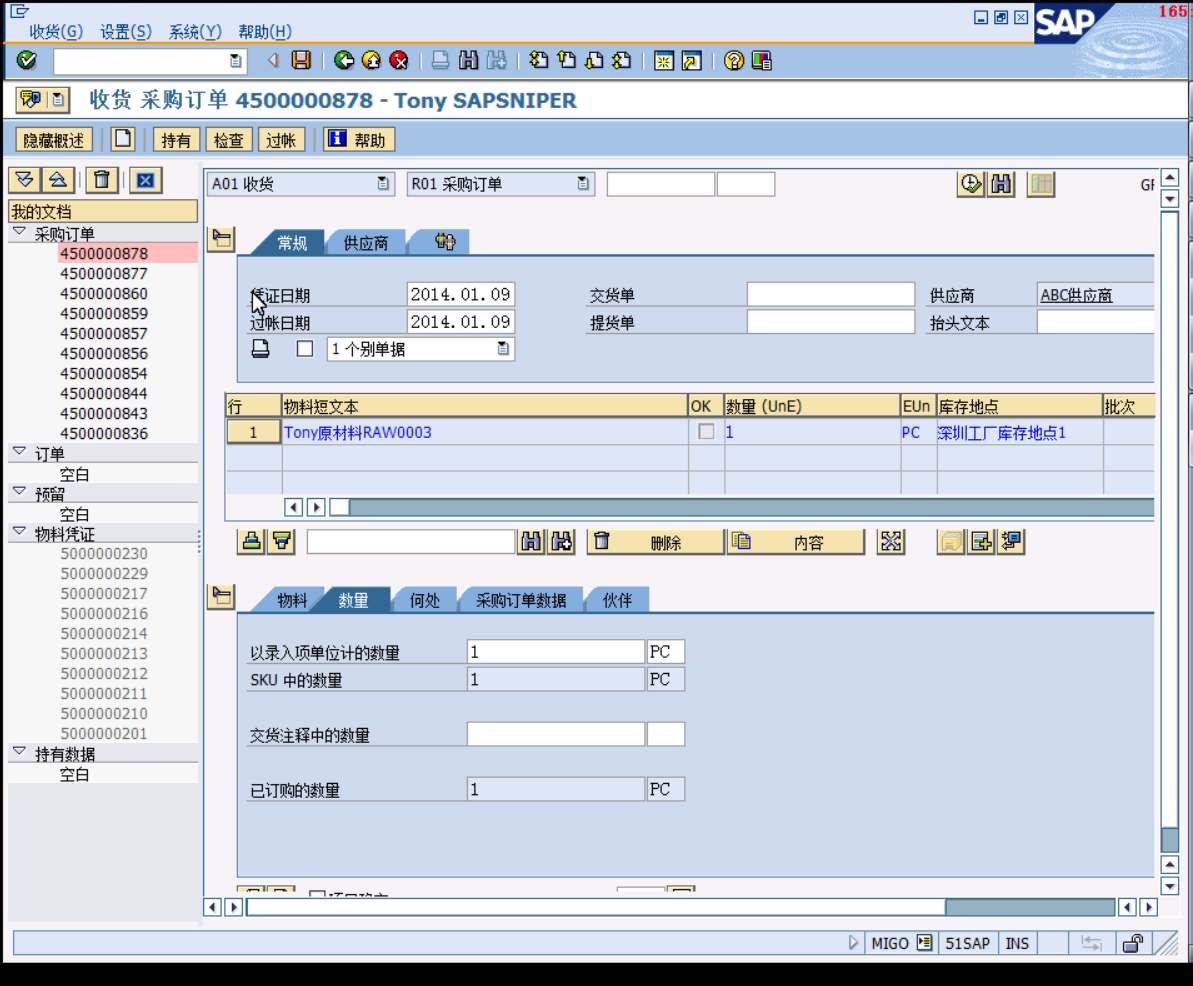 165
收货(G) 设置(S) 系统(Y) 帮助(H)
SAP
收货 采购订单 4500000878 - Tony SAPSNIPER
隐藏概述 持有 检查 过帐 帮助
A01 收货 R01 采购订单
我的文档
采购订单
4500000878
4500000877
4500000860
4500000859
4500000857
4500000856
4500000854
4500000844
4500000843
4500000836
订单
空白
预留
空白
物料凭证
5000000230
5000000229
5000000217
5000000216
5000000214
5000000213
5000000212
5000000211
5000000210
5000000201
持有数据
空白
常规 供应商
凭证日期 2014.01.09 交货单 供应商 ABC供应商
过帐日期 2014.01.09 提货单 抬头文本
1 个别单据
行 物料短文本 OK 数量 (UnE) EUn 库存地点 批次
1 Tony原材料RAW0003 1 PC 深圳工厂库存地点1
删除 内容
物料 数量 何处 采购订单数据 伙伴
以录入项单位计的数量 1 PC
SKU 中的数量 1 PC
交货注释中的数量
已订购的数量 1 PC
MIGO 51SAP INS